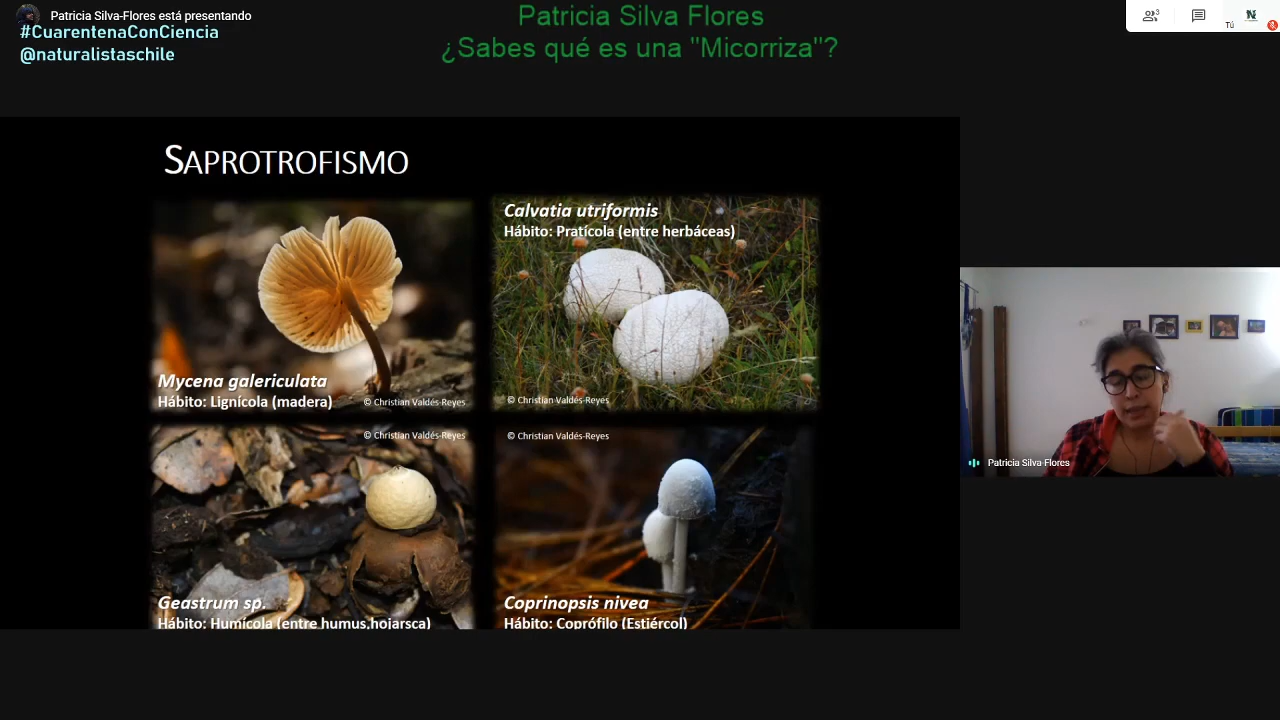 Patricia Silva-Flores está presentando
#CuarentenaConCiencia
@naturalistaschile
Patricia Silva Flores
¿Sabes qué es una "Micorriza"?
3
Tú
N
SAPROTROFISMO
Mycena galericulata
Hábito: Lignícola (madera)
© Christian Valdés-Reyes
Calvatia utriformis
Hábito: Pratícola (entre herbáceas)
© Christian Valdés-Reyes
© Christian Valdés-Reyes
Geastrum sp.
Hábito: Humícola (entre humus,hojarsca)
© Christian Valdés-Reyes
Coprinopsis nivea
Hábito: Coprófilo (Estiércol)
Patricia Silva-Flores